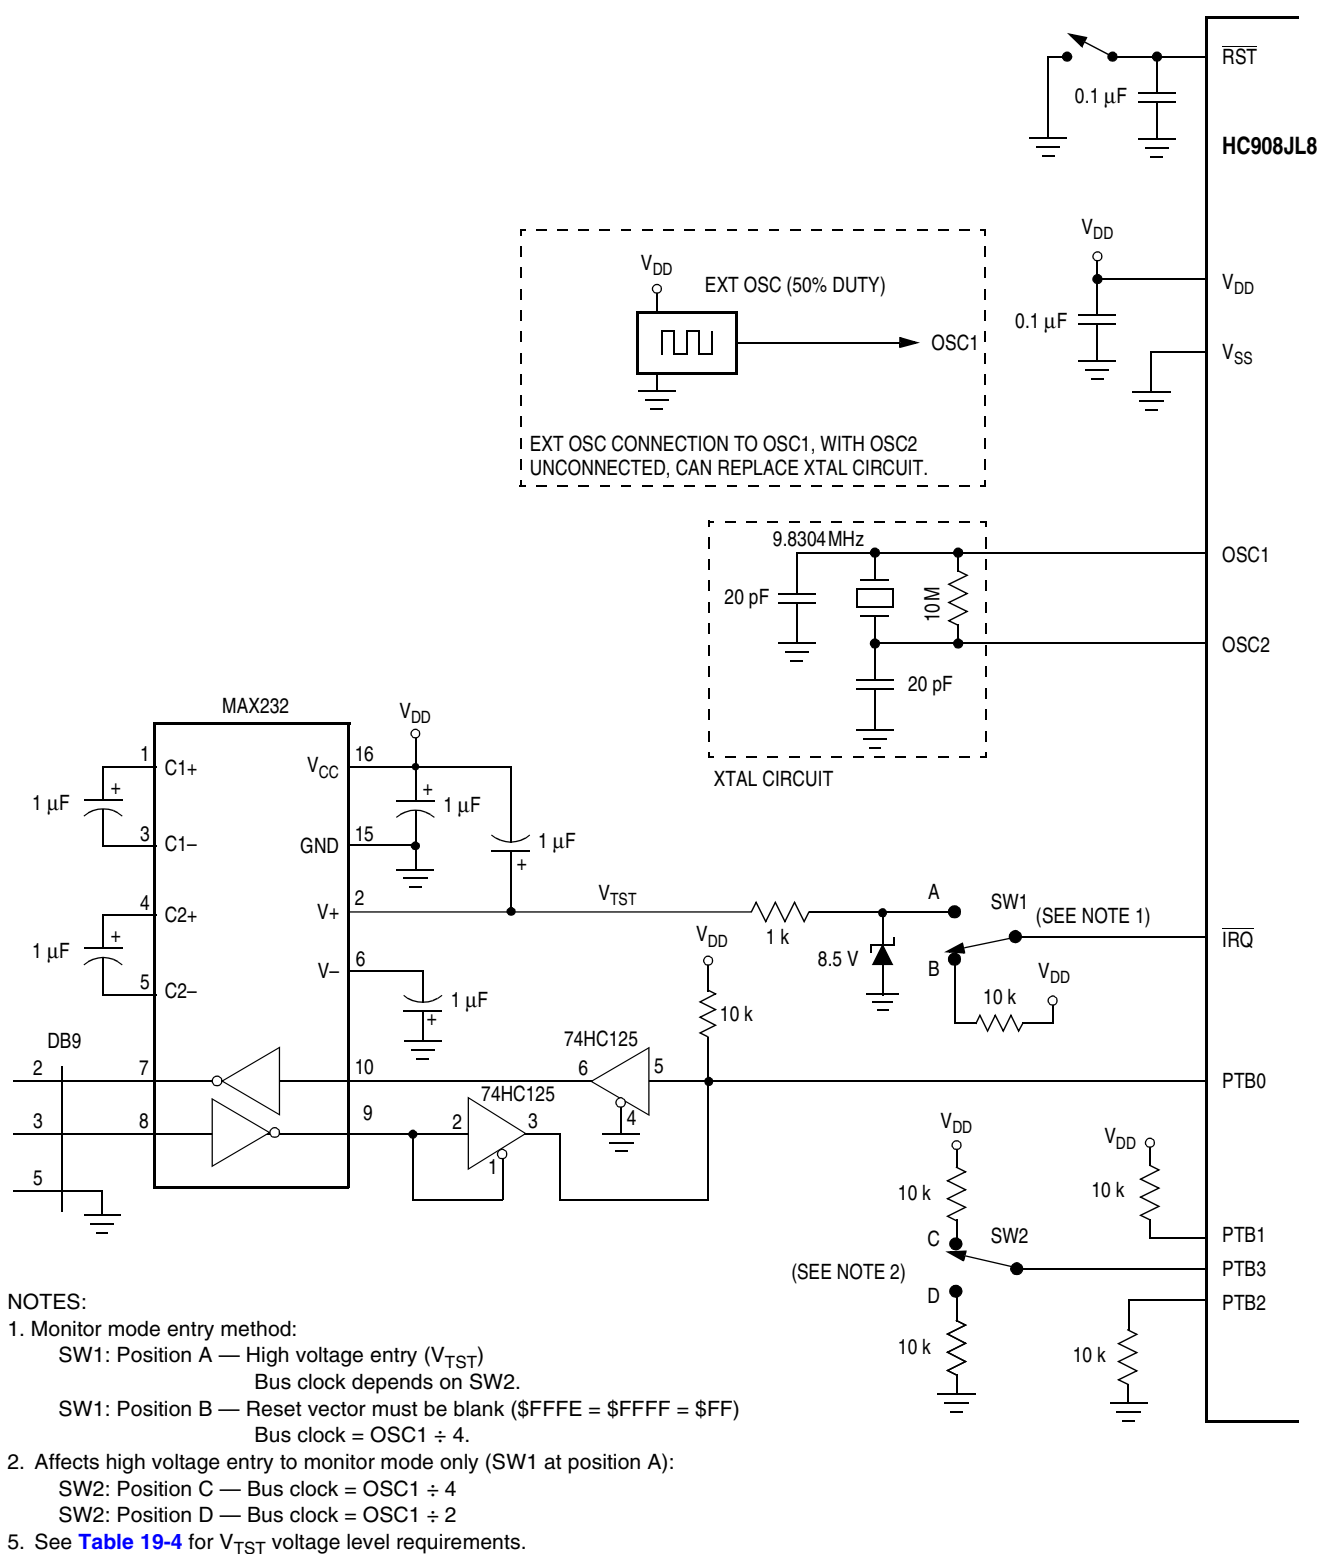 RST
0.1 µF
HC908JL8
VDD
VDD
0.1 µF
VSS
VDD
EXT OSC (50% DUTY)
OSC1
EXT OSC CONNECTION TO OSC1, WITH OSC2
UNCONNECTED, CAN REPLACE XTAL CIRCUIT.
9.8304MHz
OSC1
20 pF
10M
OSC2
20 pF
XTAL CIRCUIT
MAX232
VDD
1
C1+
VCC
16
1 µF
+
+
1 µF
3
C1–
GND
15
1 µF
+
4
C2+
V+
2
VTST
1 k
A
SW1
(SEE NOTE 1)
IRQ
1 µF
+
5
C2–
V–
6
1 µF
+
VDD
10 k
8.5 V
B
VDD
10 k
DB9
74HC125
2
7
10
6
5
4
PTB0
74HC125
3
8
9
2
3
1
5
VDD
10 k
VDD
10 k
C
SW2
PTB1
(SEE NOTE 2)
PTB3
D
PTB2
10 k
10 k
NOTES:
1. Monitor mode entry method:
SW1: Position A — High voltage entry (VTST)
Bus clock depends on SW2.
SW1: Position B — Reset vector must be blank ($FFFE = $FFFF = $FF)
Bus clock = OSC1 ÷ 4.
2. Affects high voltage entry to monitor mode only (SW1 at position A):
SW2: Position C — Bus clock = OSC1 ÷ 4
SW2: Position D — Bus clock = OSC1 ÷ 2
5. See Table 19-4 for VTST voltage level requirements.